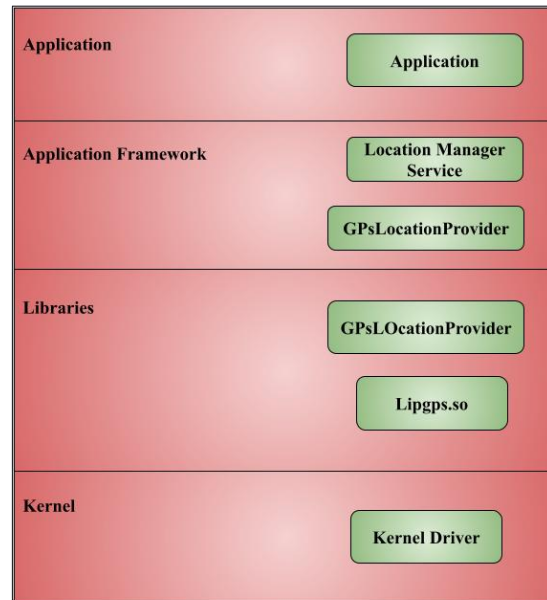 Application
Application
Application Framework
Location Manager
Service
GPsLocationProvider
Libraries
GPsLOcationProvider
Lipgps.so
Kernel
Kernel Driver